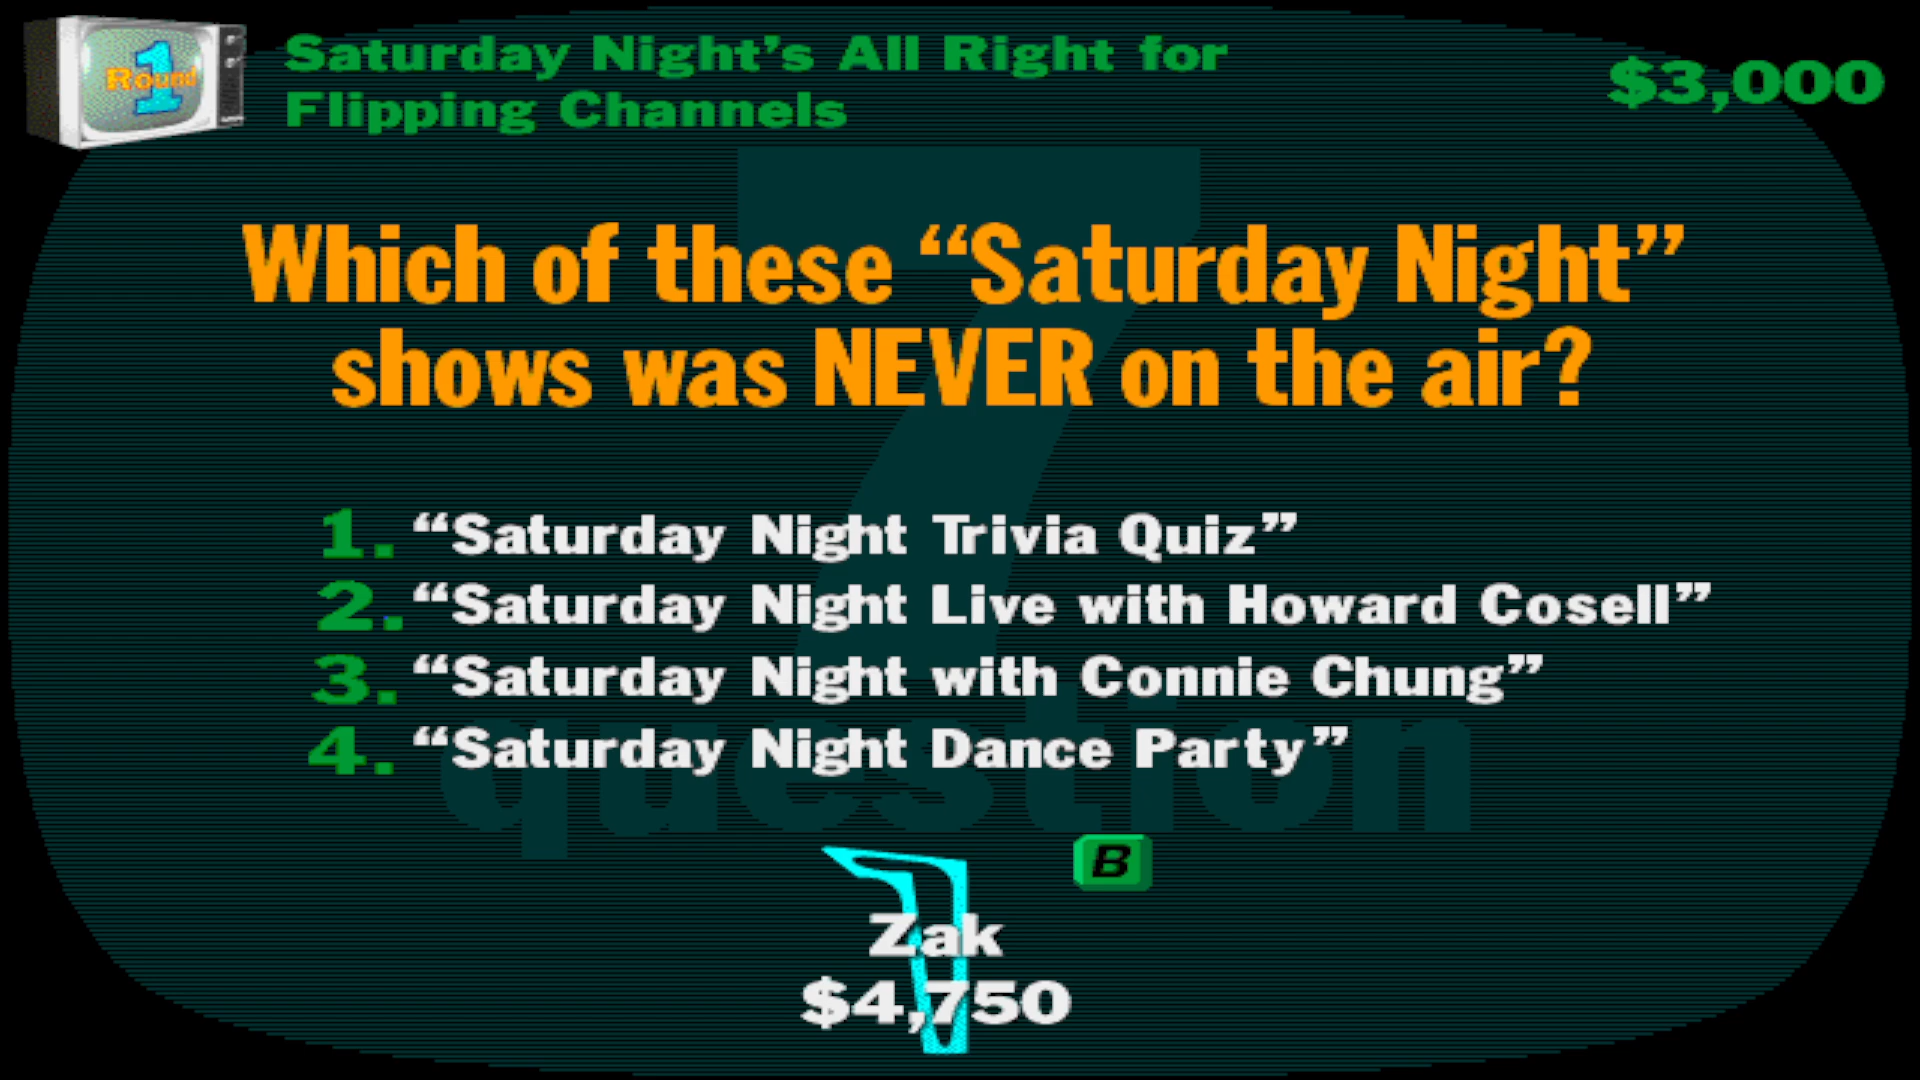 Round 1
Saturday Night's All Right for
Flipping Channels
$3,000
7
question
Which of these “Saturday Night”
shows was NEVER on the air?
1. “Saturday Night Trivia Quiz”
2. “Saturday Night Live with Howard Cosell”
3. “Saturday Night with Connie Chung”
4. “Saturday Night Dance Party”
B
Zak
$4,750